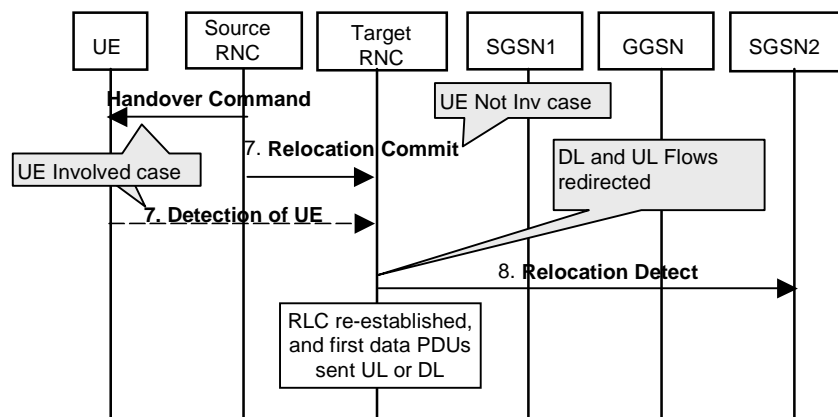 UE
Source
RNC
Target
RNC
SGSN1
GGSN
SGSN2
Handover Command
UE Not Inv case
7. Relocation Commit
UE Involved case
DL and UL Flows
redirected
7. Detection of UE
8. Relocation Detect
RLC re-established,
and first data PDUs
sent UL or DL